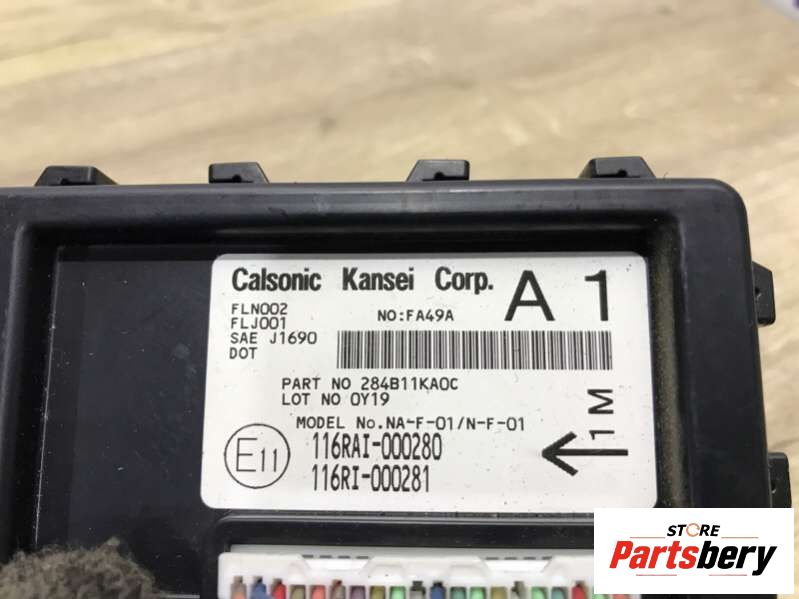 Calsonic Kansei Corp. A 1
FLN002
FLJ001
SAE J1690
DOT
NO:FA49A
PART NO 284B11KA0C
LOT NO 0Y19
MODEL No.NA-F-01/N-F-01
E11
116RAI-000280
116RI-000281
1M
STORE
Partsbery